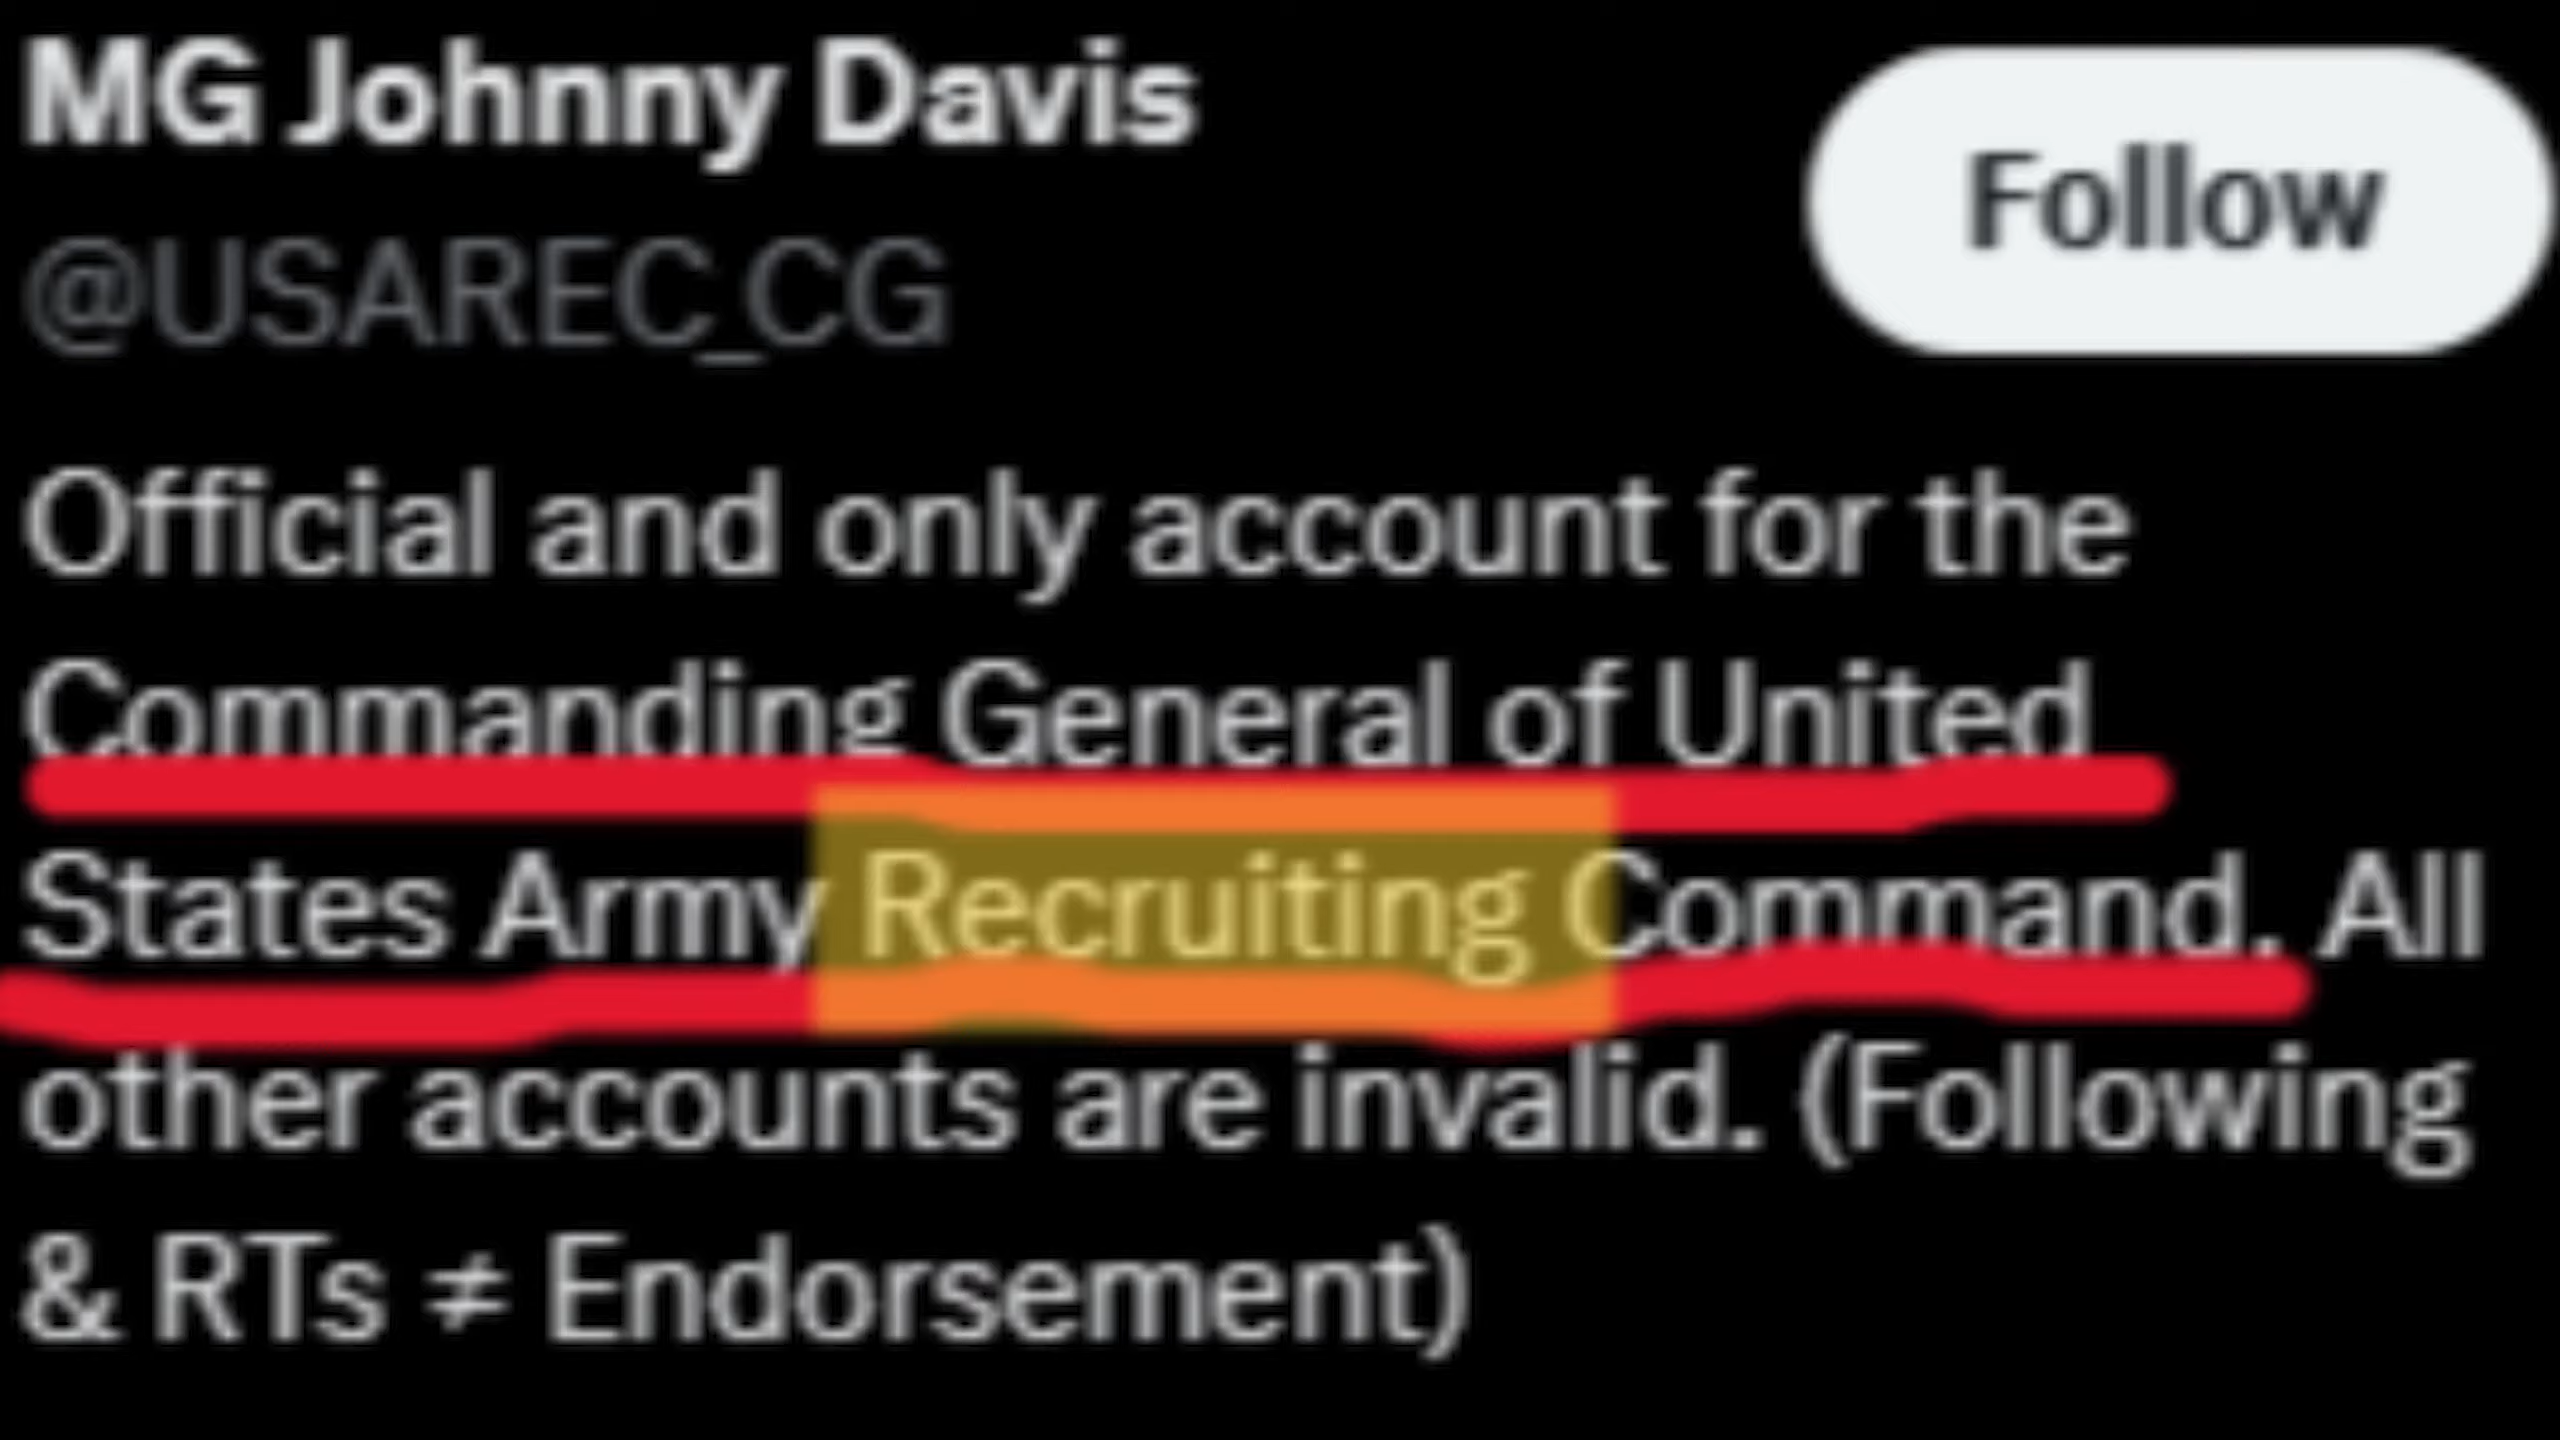 MG Johnny Davis
Follow
@USAREC_CG
Official and only account for the
Commanding General of United
States Army Recruiting Command. All
other accounts are invalid. (Following
& RTs ≠ Endorsement)